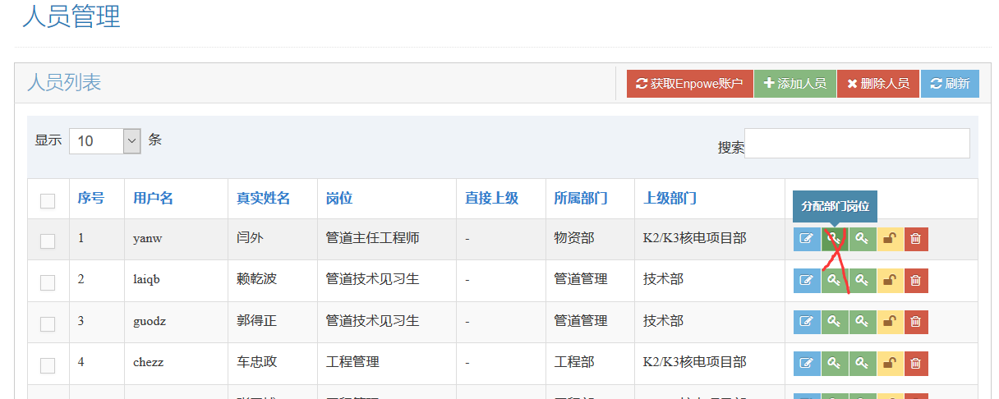 人员管理
人员列表
获取Enpowe账户 添加人员 删除人员 刷新
显示 10 条 搜索
序号 用户名 真实姓名 岗位 直接上级 所属部门 上级部门
分配部门岗位
1 yanw 闫外 管道主任工程师 - 物资部 K2/K3核电项目部
2 laiqb 赖乾波 管道技术见习生 - 管道管理 技术部
3 guodz 郭得正 管道技术见习生 - 管道管理 技术部
4 chezz 车忠政 工程管理 - 工程部 K2/K3核电项目部